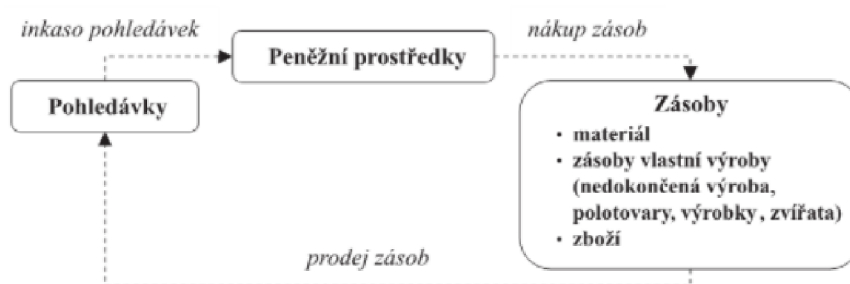 inkaso pohledávek
nákup zásob
Peněžní prostředky
Pohledávky
Zásoby
• materiál
• zásoby vlastní výroby
(nedokončená výroba,
polotovary, výrobky , zvířata)
• zboží
prodej zásob